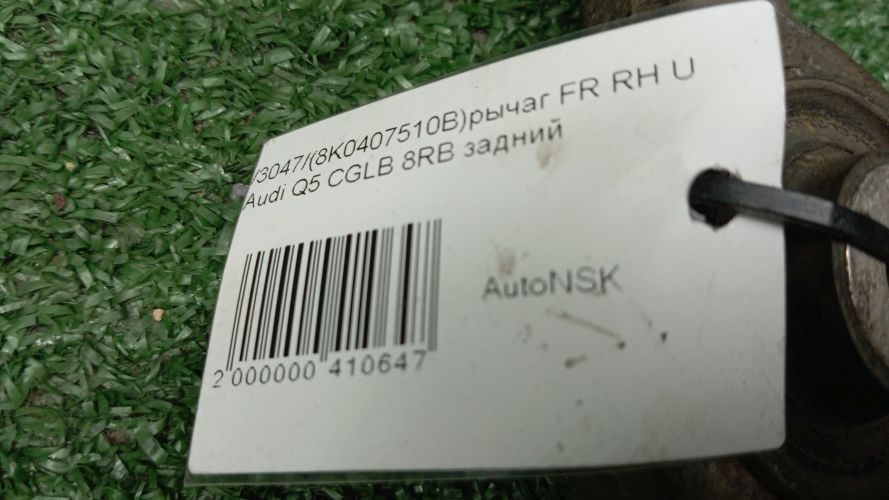 /3047/(8K0407510B)рычаг FR RH U
Audi Q5 CGLB 8RB задний
AutoNSK
2 000000 410647